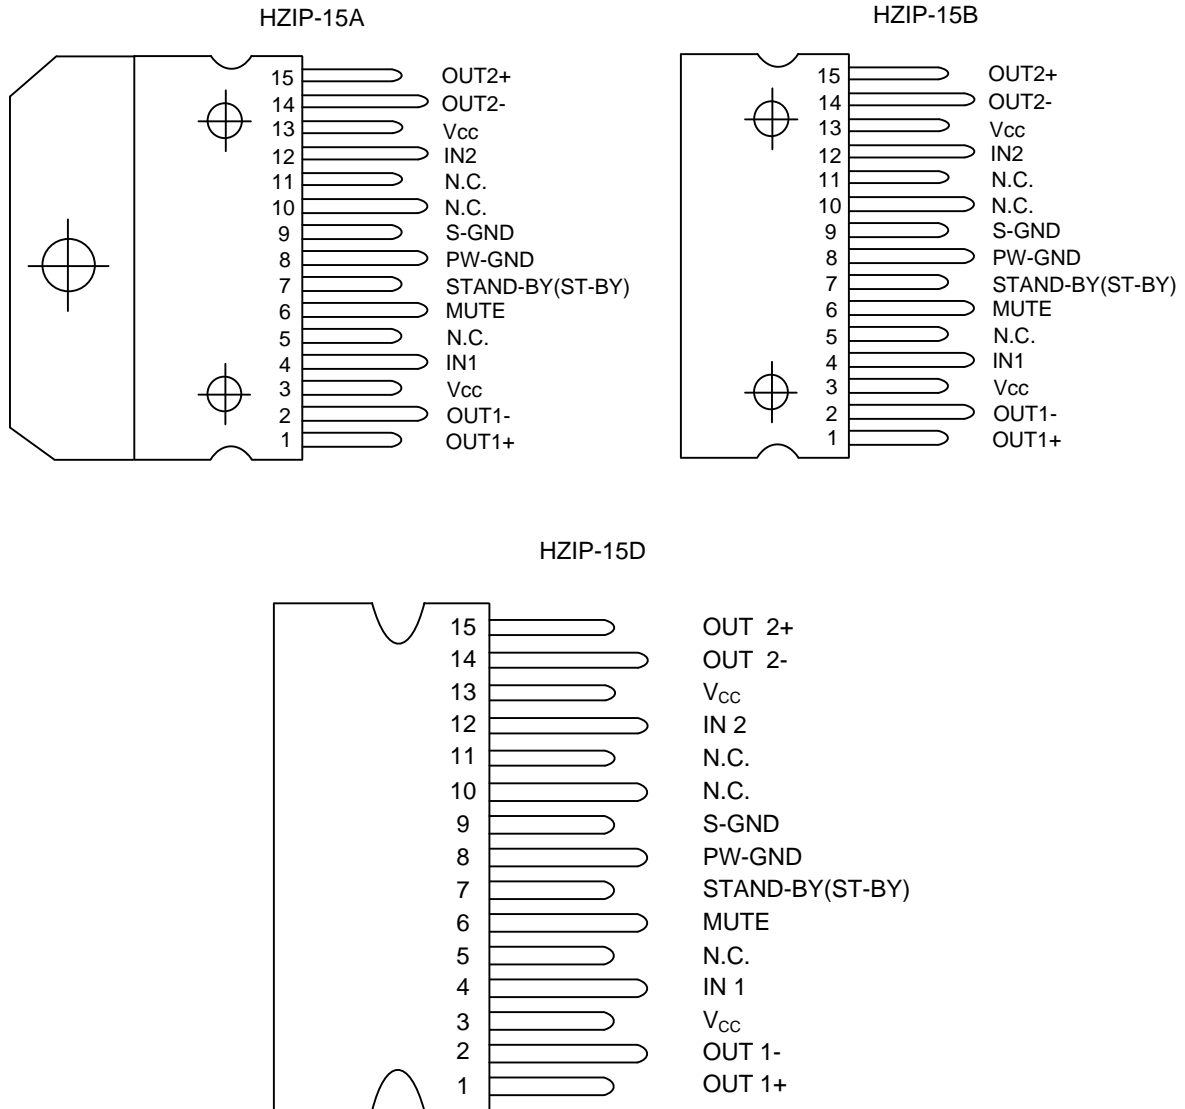 HZIP-15A
15 OUT2+
14 OUT2-
13 Vcc
12 IN2
11 N.C.
10 N.C.
9 S-GND
8 PW-GND
7 STAND-BY(ST-BY)
6 MUTE
5 N.C.
4 IN1
3 Vcc
2 OUT1-
1 OUT1+
HZIP-15B
15 OUT2+
14 OUT2-
13 Vcc
12 IN2
11 N.C.
10 N.C.
9 S-GND
8 PW-GND
7 STAND-BY(ST-BY)
6 MUTE
5 N.C.
4 IN1
3 Vcc
2 OUT1-
1 OUT1+
HZIP-15D
15 OUT 2+
14 OUT 2-
13 VCC
12 IN 2
11 N.C.
10 N.C.
9 S-GND
8 PW-GND
7 STAND-BY(ST-BY)
6 MUTE
5 N.C.
4 IN 1
3 VCC
2 OUT 1-
1 OUT 1+